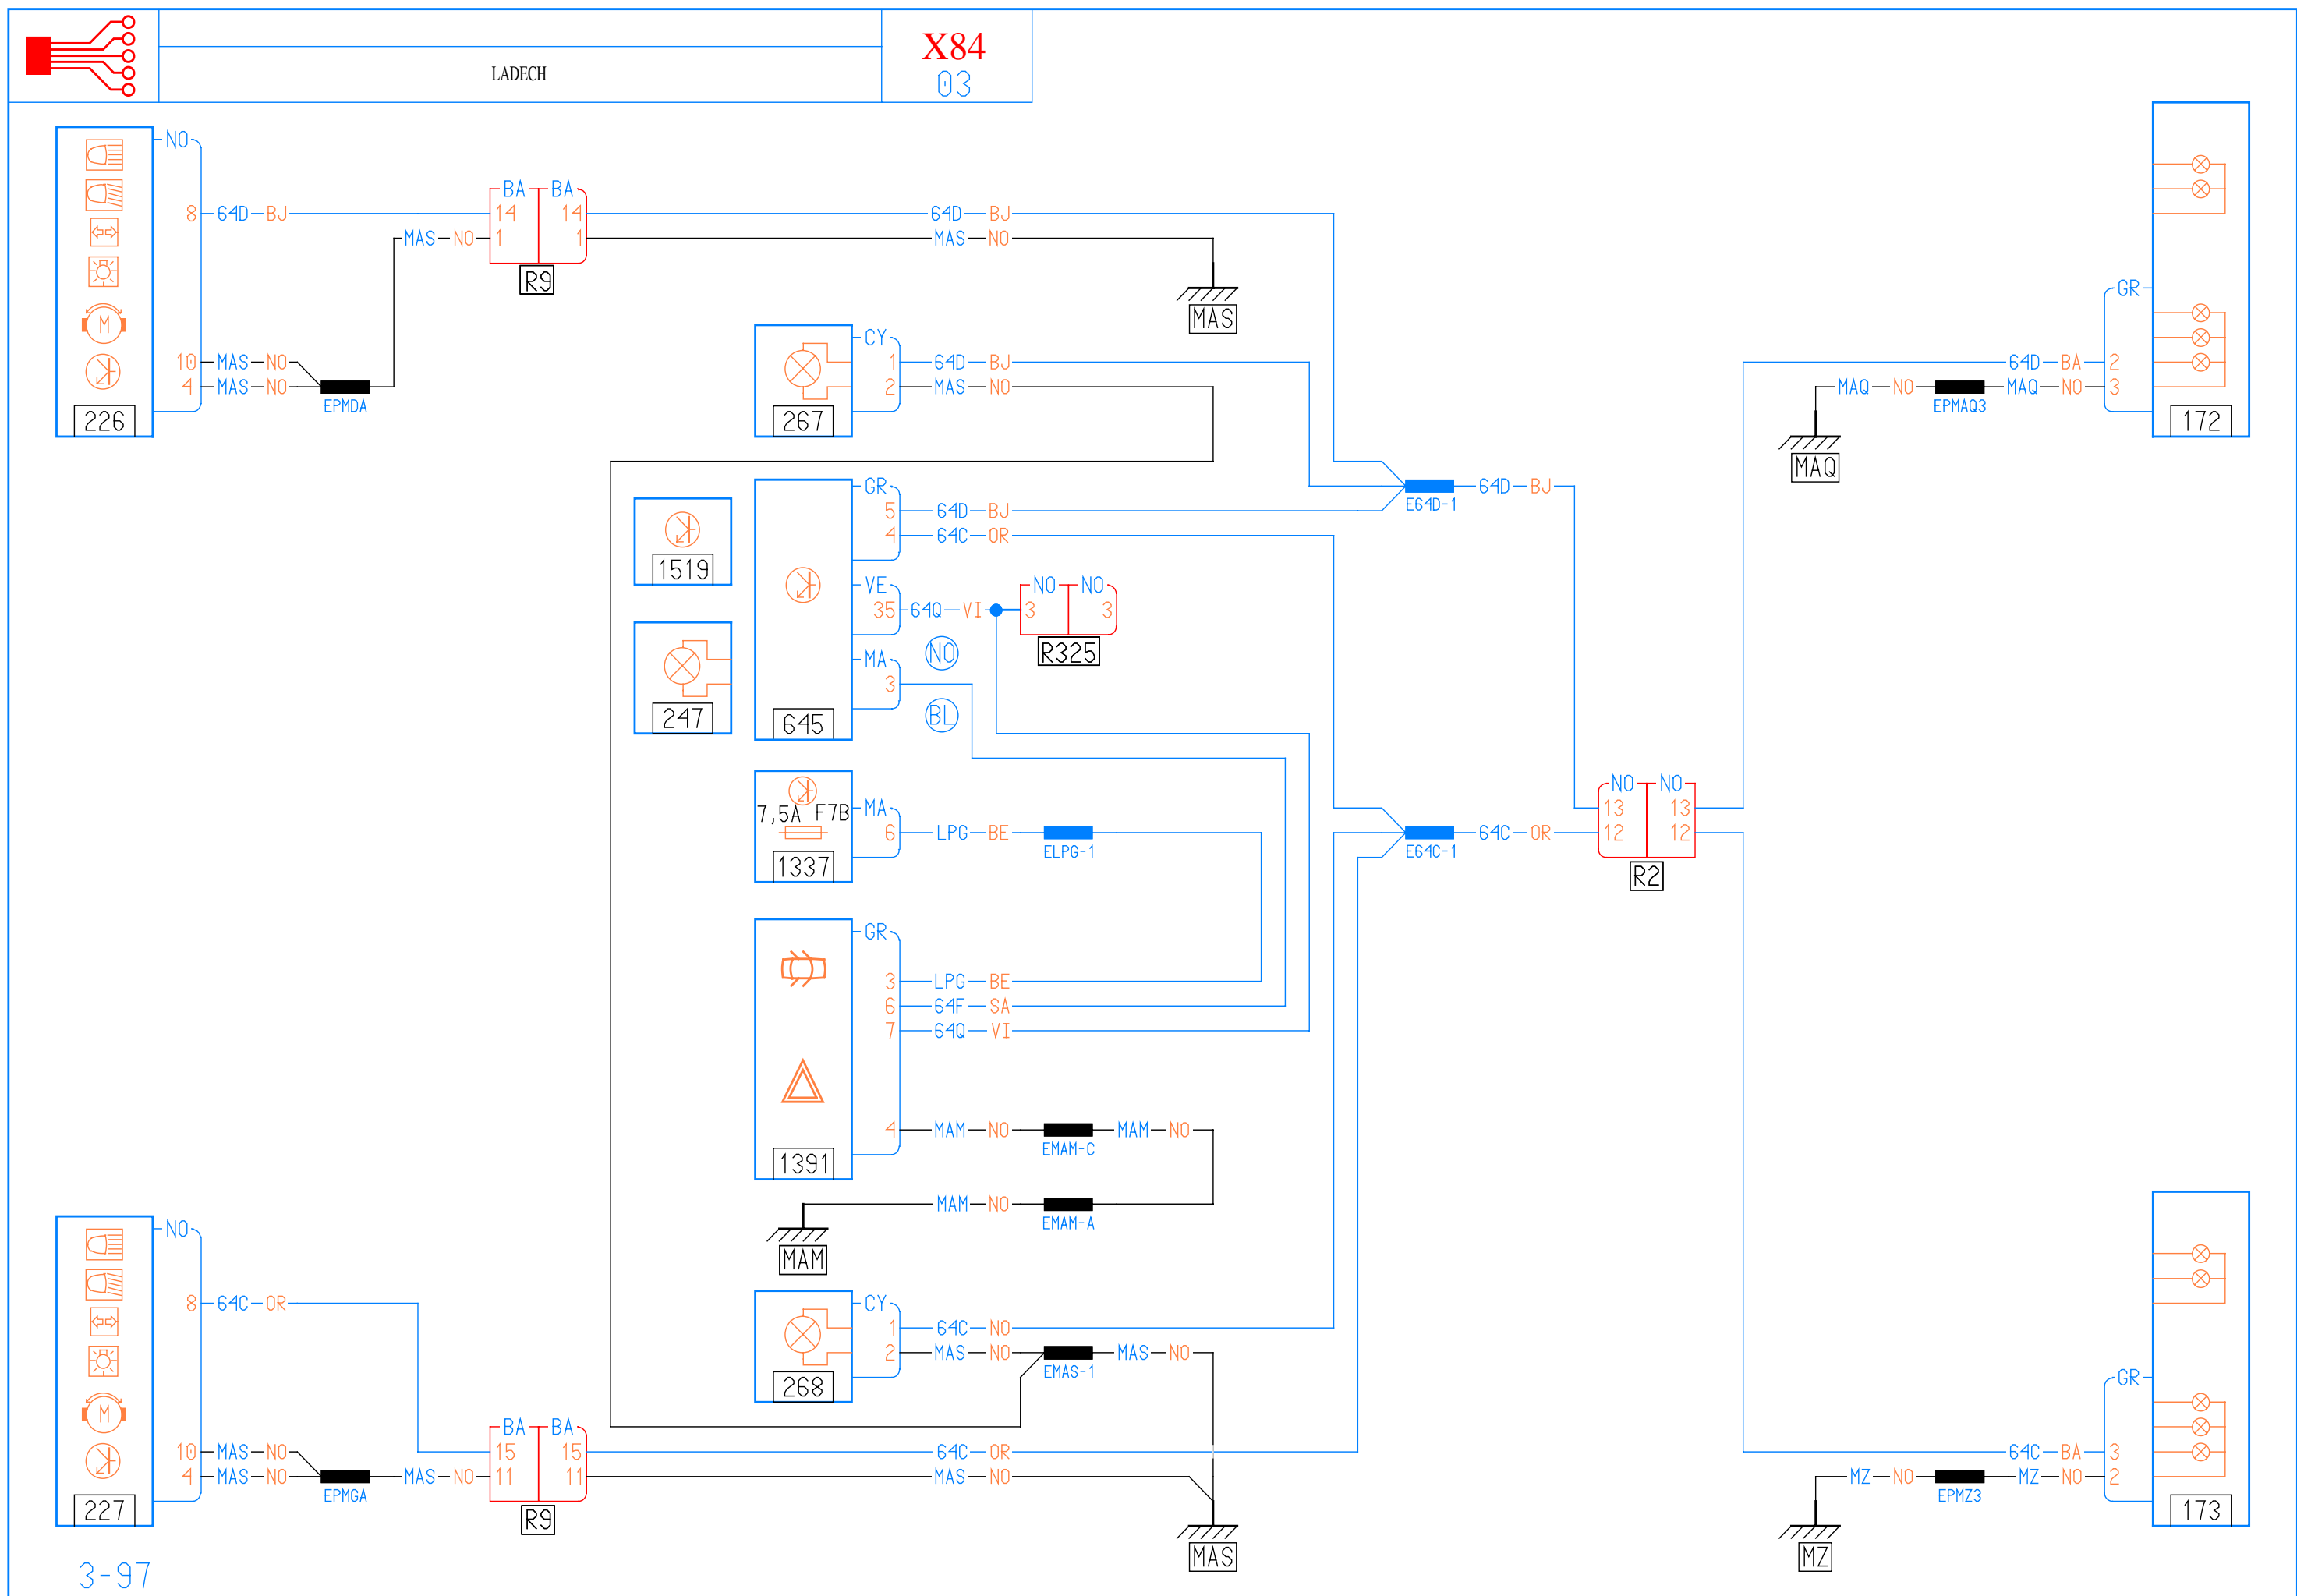 LADECH
X84
03
NO
8 64D BJ
10 MAS NO
4 MAS NO
EPMDA
226
MAS NO
BA BA
14 14
1 1
R9
64D BJ
MAS NO
MAS
CY
1 64D BJ
2 MAS NO
267
GR
5 64D BJ
4 64C OR
VE
35 64Q VI
NO NO
3 3
R325
NO
MA
3
BL
645
1519
247
7,5A F7B
MA
6 LPG BE
ELPG-1
1337
GR
3 LPG BE
6 64F SA
7 64Q VI
4 MAM NO
EMAM-C
MAM NO
1391
MAM NO
EMAM-A
MAM
CY
1 64C NO
2 MAS NO
EMAS-1
MAS NO
268
E64D-1
64D BJ
E64C-1
64C OR
NO NO
13 13
12 12
R2
GR
64D BA 2
MAQ NO
EPMAQ3
MAQ NO 3
MAQ
172
NO
8 64C OR
10 MAS NO
4 MAS NO
EPMGA
MAS NO
227
BA BA
15 15
11 11
R9
64C OR
MAS NO
MAS
GR
64C BA 3
MZ NO
EPMZ3
MZ NO 2
MZ
173
3-97